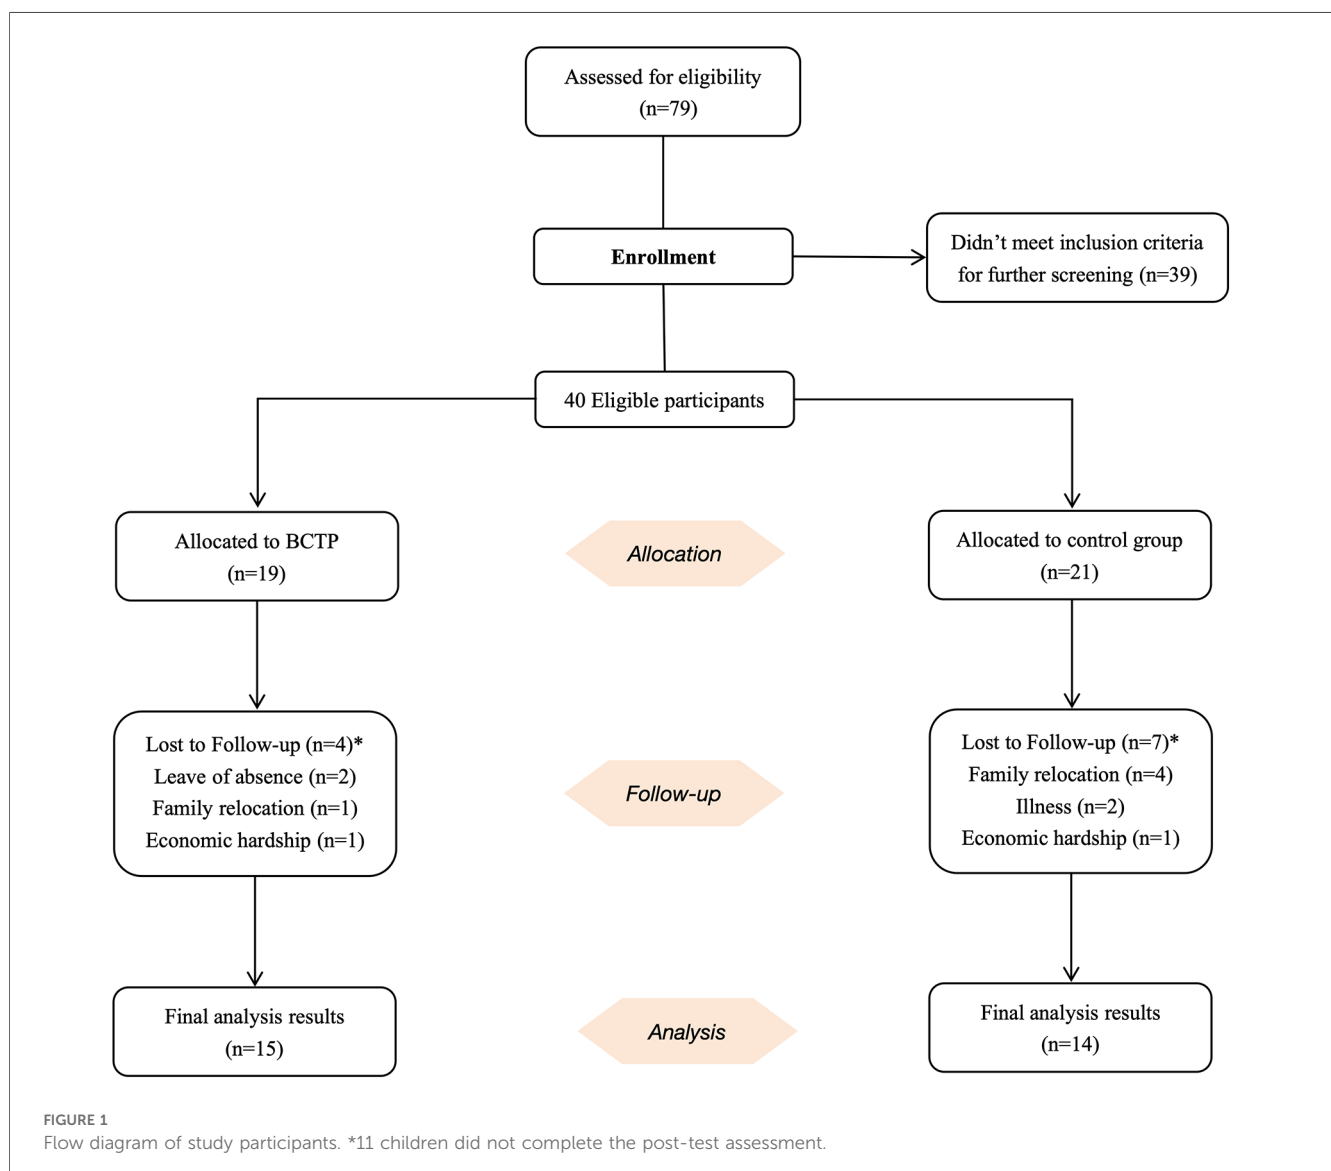 Assessed for eligibility
(n=79)
Enrollment
Didn’t meet inclusion criteria
for further screening (n=39)
40 Eligible participants
Allocated to BCTP
(n=19)
Allocation
Allocated to control group
(n=21)
Lost to Follow-up (n=4)*
Leave of absence (n=2)
Family relocation (n=1)
Economic hardship (n=1)
Follow-up
Lost to Follow-up (n=7)*
Family relocation (n=4)
Illness (n=2)
Economic hardship (n=1)
Final analysis results
(n=15)
Analysis
Final analysis results
(n=14)
FIGURE 1
Flow diagram of study participants. *11 children did not complete the post-test assessment.